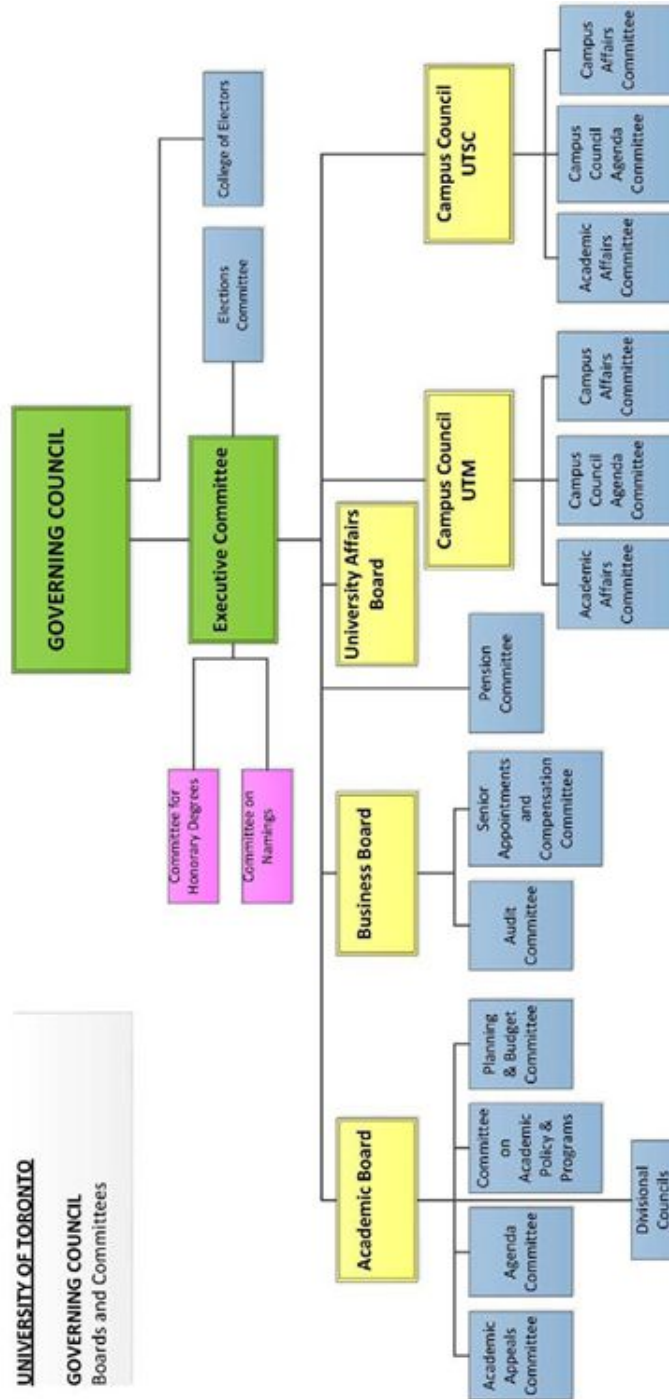 UNIVERSITY OF TORONTO
GOVERNING COUNCIL
Boards and Committees
GOVERNING COUNCIL
College of Electors
Executive Committee
Elections
Committee
Committee for
Honorary Degrees
Committee on
Namings
Academic Board
Business Board
University Affairs
Board
Campus Council
UTM
Campus Council
UTSC
Academic
Appeals
Committee
Agenda
Committee
Committee
on
Academic
Policy &
Programs
Planning
& Budget
Committee
Divisional
Councils
Audit
Committee
Senior
Appointments
and
Compensation
Committee
Pension
Committee
Academic
Affairs
Committee
Campus
Council
Agenda
Committee
Campus
Affairs
Committee
Academic
Affairs
Committee
Campus
Council
Agenda
Committee
Campus
Affairs
Committee